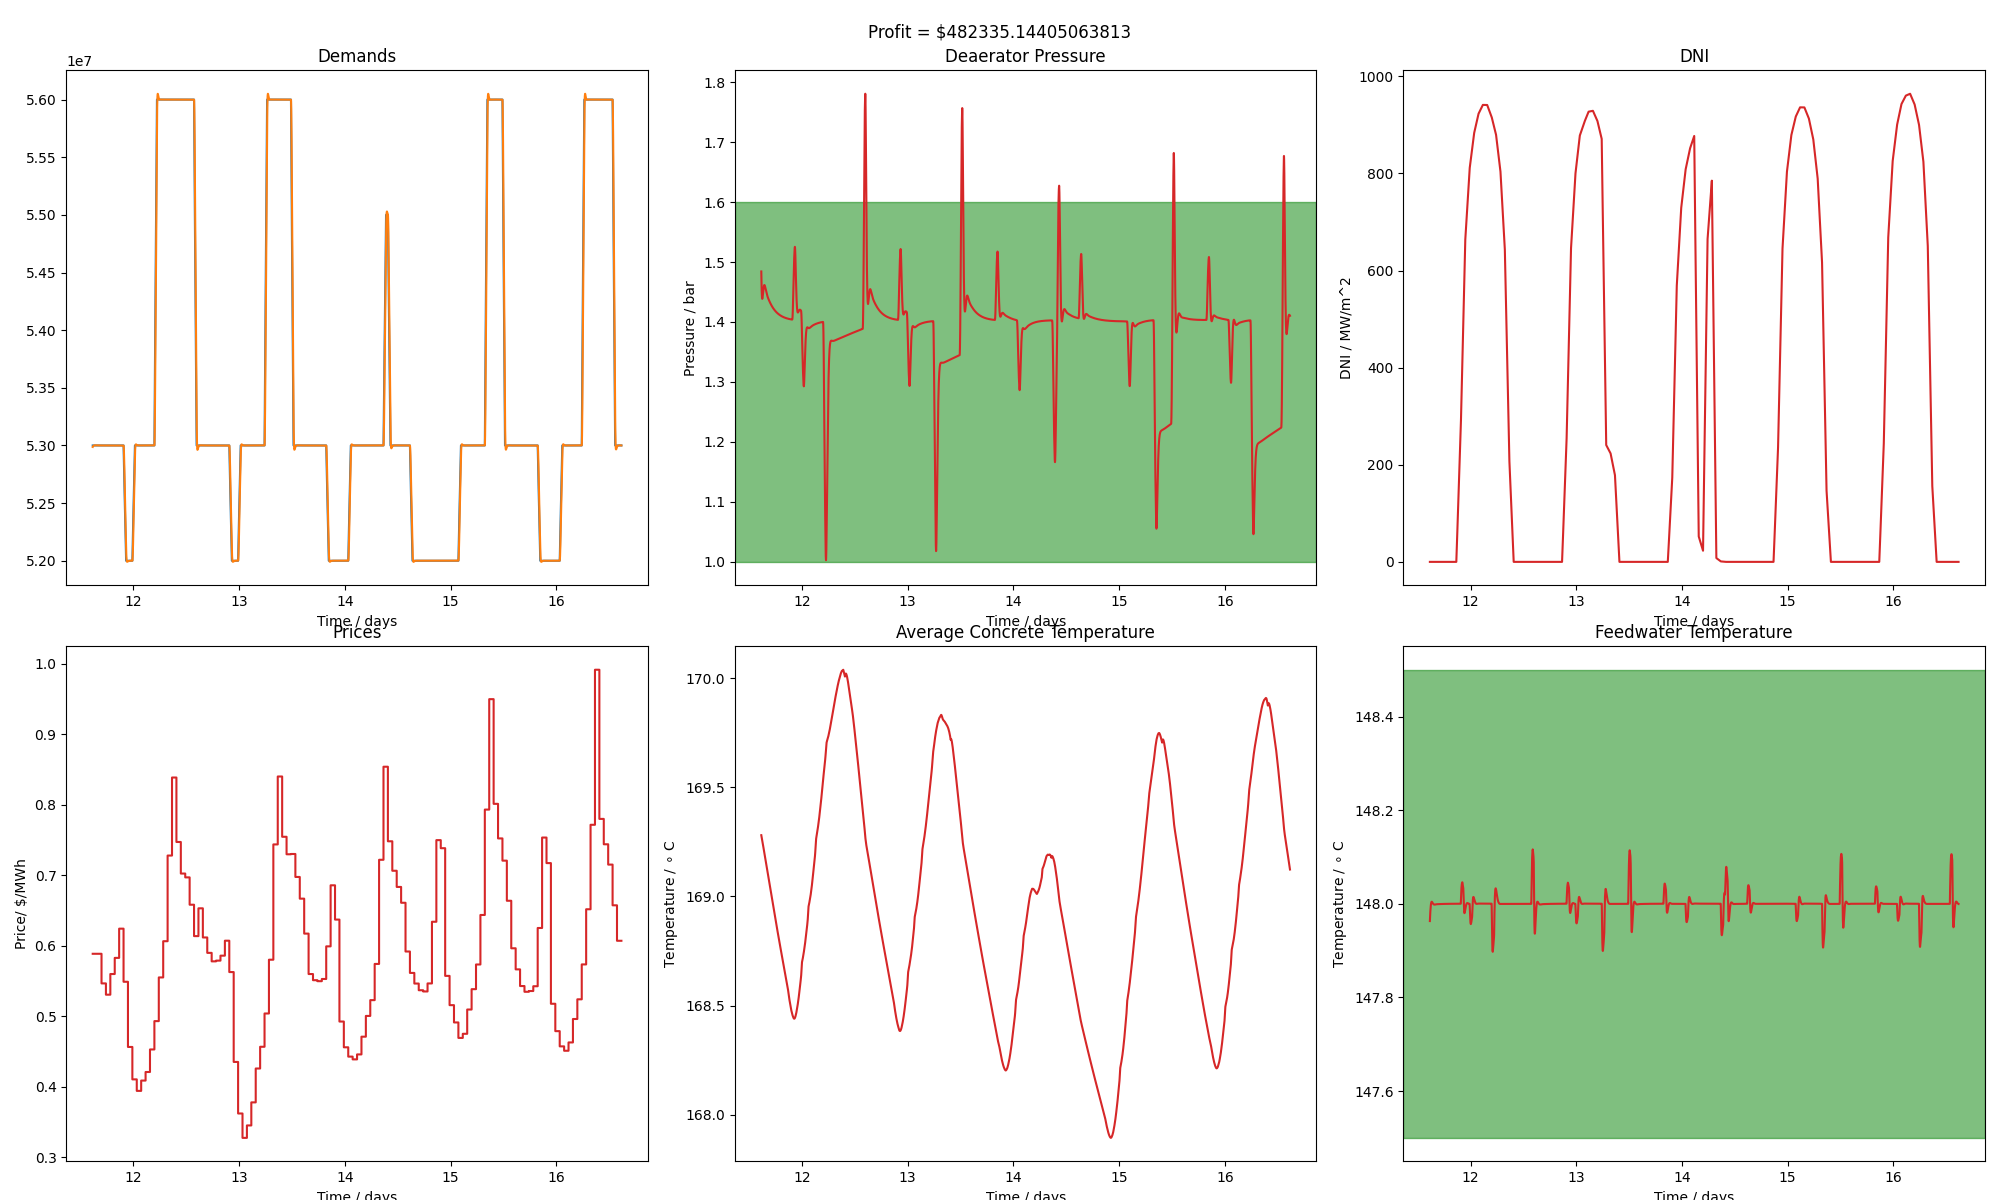 Profit = $482335.14405063813
Demands
1e7
5.60
5.55
5.50
5.45
5.40
5.35
5.30
5.25
5.20
12 13 14 15 16
Time / days
Deaerator Pressure
Pressure / bar
1.8
1.7
1.6
1.5
1.4
1.3
1.2
1.1
1.0
12 13 14 15 16
Time / days
DNI
DNI / MW/m^2
1000
800
600
400
200
0
12 13 14 15 16
Time / days
Prices
Price/ $/MWh
1.0
0.9
0.8
0.7
0.6
0.5
0.4
0.3
12 13 14 15 16
Time / days
Average Concrete Temperature
Temperature / ∘ C
170.0
169.5
169.0
168.5
168.0
12 13 14 15 16
Time / days
Feedwater Temperature
Temperature / ∘ C
148.4
148.2
148.0
147.8
147.6
12 13 14 15 16
Time / days